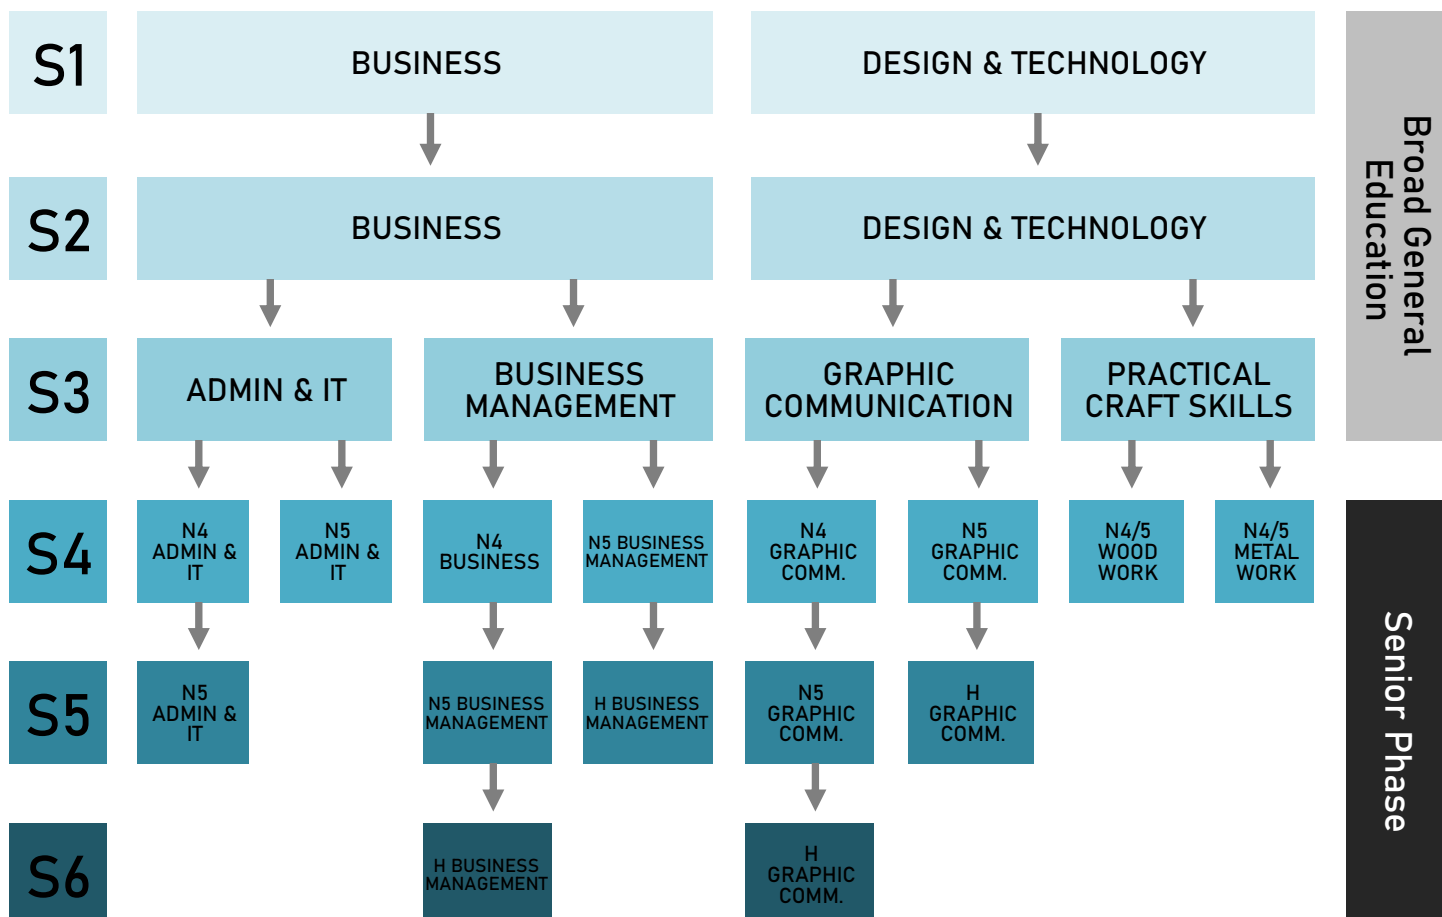 S1
BUSINESS
DESIGN & TECHNOLOGY
Broad General
Education
S2
BUSINESS
DESIGN & TECHNOLOGY
S3
ADMIN & IT
BUSINESS
MANAGEMENT
GRAPHIC
COMMUNICATION
PRACTICAL
CRAFT SKILLS
S4
N4
ADMIN &
IT
N5
ADMIN &
IT
N4
BUSINESS
N5 BUSINESS
MANAGEMENT
N4
GRAPHIC
COMM.
N5
GRAPHIC
COMM.
N4/5
WOOD
WORK
N4/5
METAL
WORK
Senior Phase
S5
N5
ADMIN &
IT
N5 BUSINESS
MANAGEMENT
H BUSINESS
MANAGEMENT
N5
GRAPHIC
COMM.
H
GRAPHIC
COMM.
S6
H BUSINESS
MANAGEMENT
H
GRAPHIC
COMM.